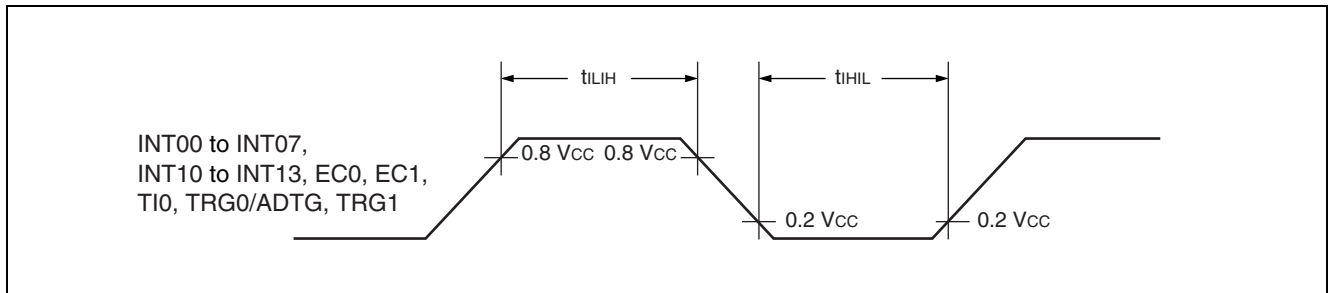 tILIH
tIHIL
INT00 to INT07,
INT10 to INT13, EC0, EC1,
TI0, TRG0/ADTG, TRG1
0.8 VCC 0.8 VCC
0.2 VCC
0.2 VCC